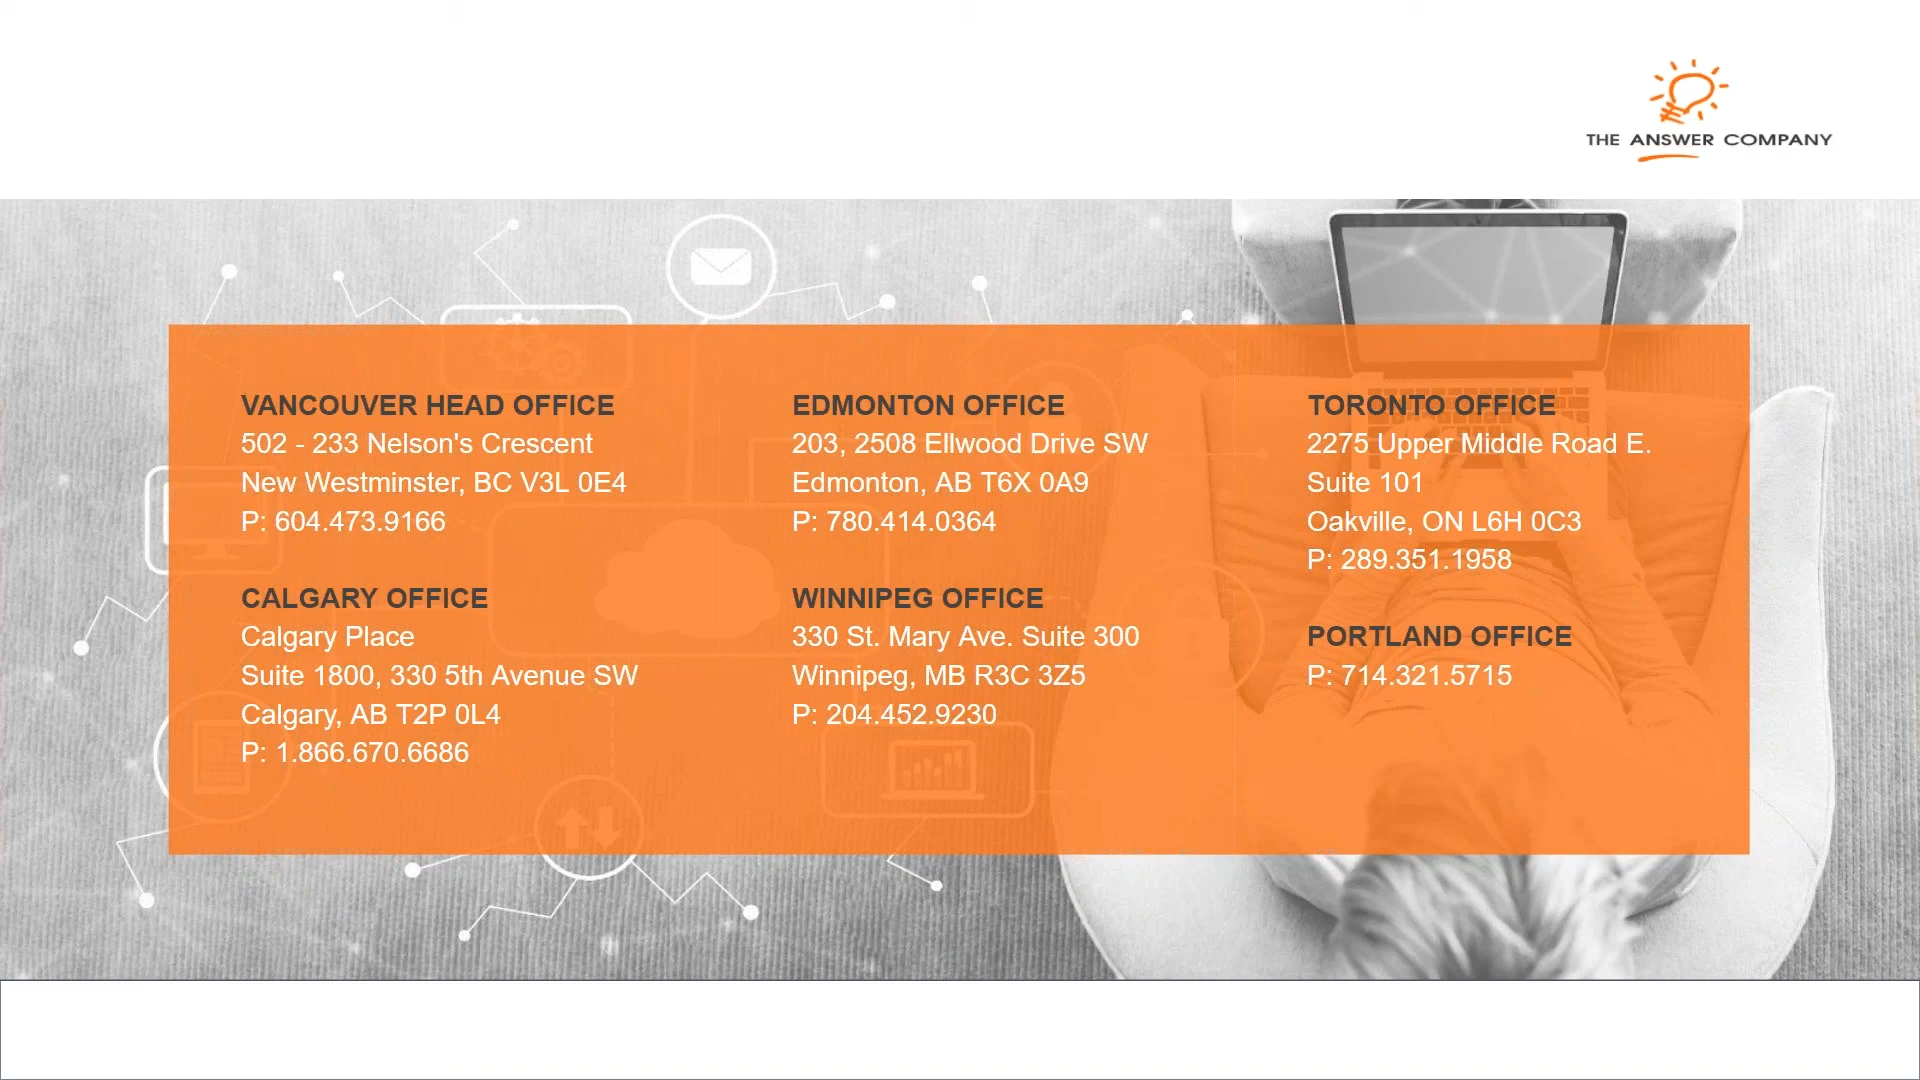 THE ANSWER COMPANY
VANCOUVER HEAD OFFICE
502 - 233 Nelson's Crescent
New Westminster, BC V3L 0E4
P: 604.473.9166
CALGARY OFFICE
Calgary Place
Suite 1800, 330 5th Avenue SW
Calgary, AB T2P 0L4
P: 1.866.670.6686
EDMONTON OFFICE
203, 2508 Ellwood Drive SW
Edmonton, AB T6X 0A9
P: 780.414.0364
WINNIPEG OFFICE
330 St. Mary Ave. Suite 300
Winnipeg, MB R3C 3Z5
P: 204.452.9230
TORONTO OFFICE
2275 Upper Middle Road E.
Suite 101
Oakville, ON L6H 0C3
P: 289.351.1958
PORTLAND OFFICE
P: 714.321.5715